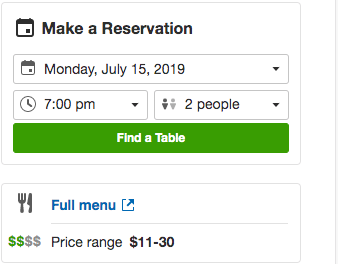 Make a Reservation
Monday, July 15, 2019
7:00 pm 2 people
Find a Table
Full menu
$$$$ Price range $11-30